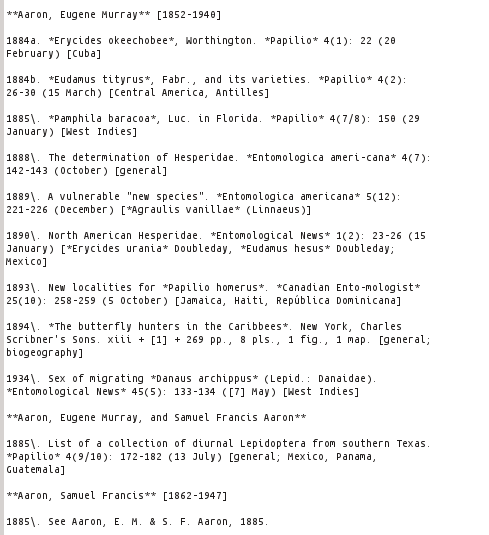 **Aaron, Eugene Murray** [1852-1940]
1884a. *Erycides okeechobee*, Worthington. *Papilio* 4(1): 22 (20
February) [Cuba]
1884b. *Eudamus tityrus*, Fabr., and its varieties. *Papilio* 4(2):
26-30 (15 March) [Central America, Antilles]
1885\. *Pamphila baracoa*, Luc. in Florida. *Papilio* 4(7/8): 150 (29
January) [West Indies]
1888\. The determination of Hesperidae. *Entomologica ameri-cana* 4(7):
142-143 (October) [general]
1889\. A vulnerable "new species". *Entomologica americana* 5(12):
221-226 (December) [*Agraulis vanillae* (Linnaeus)]
1890\. North American Hesperidae. *Entomological News* 1(2): 23-26 (15
January) [*Erycides urania* Doubleday, *Eudamus hesus* Doubleday;
Mexico]
1893\. New localities for *Papilio homerus*. *Canadian Ento-mologist*
25(10): 258-259 (5 October) [Jamaica, Haiti, República Dominicana]
1894\. *The butterfly hunters in the Caribbees*. New York, Charles
Scribner's Sons. xiii + [1] + 269 pp., 8 pls., 1 fig., 1 map. [general;
biogeography]
1934\. Sex of migrating *Danaus archippus* (Lepid.: Danaidae).
*Entomological News* 45(5): 133-134 ([7] May) [West Indies]
**Aaron, Eugene Murray, and Samuel Francis Aaron**
1885\. List of a collection of diurnal Lepidoptera from southern Texas.
*Papilio* 4(9/10): 172-182 (13 July) [general; Mexico, Panama,
Guatemala]
**Aaron, Samuel Francis** [1862-1947]
1885\. See Aaron, E. M. & S. F. Aaron, 1885.